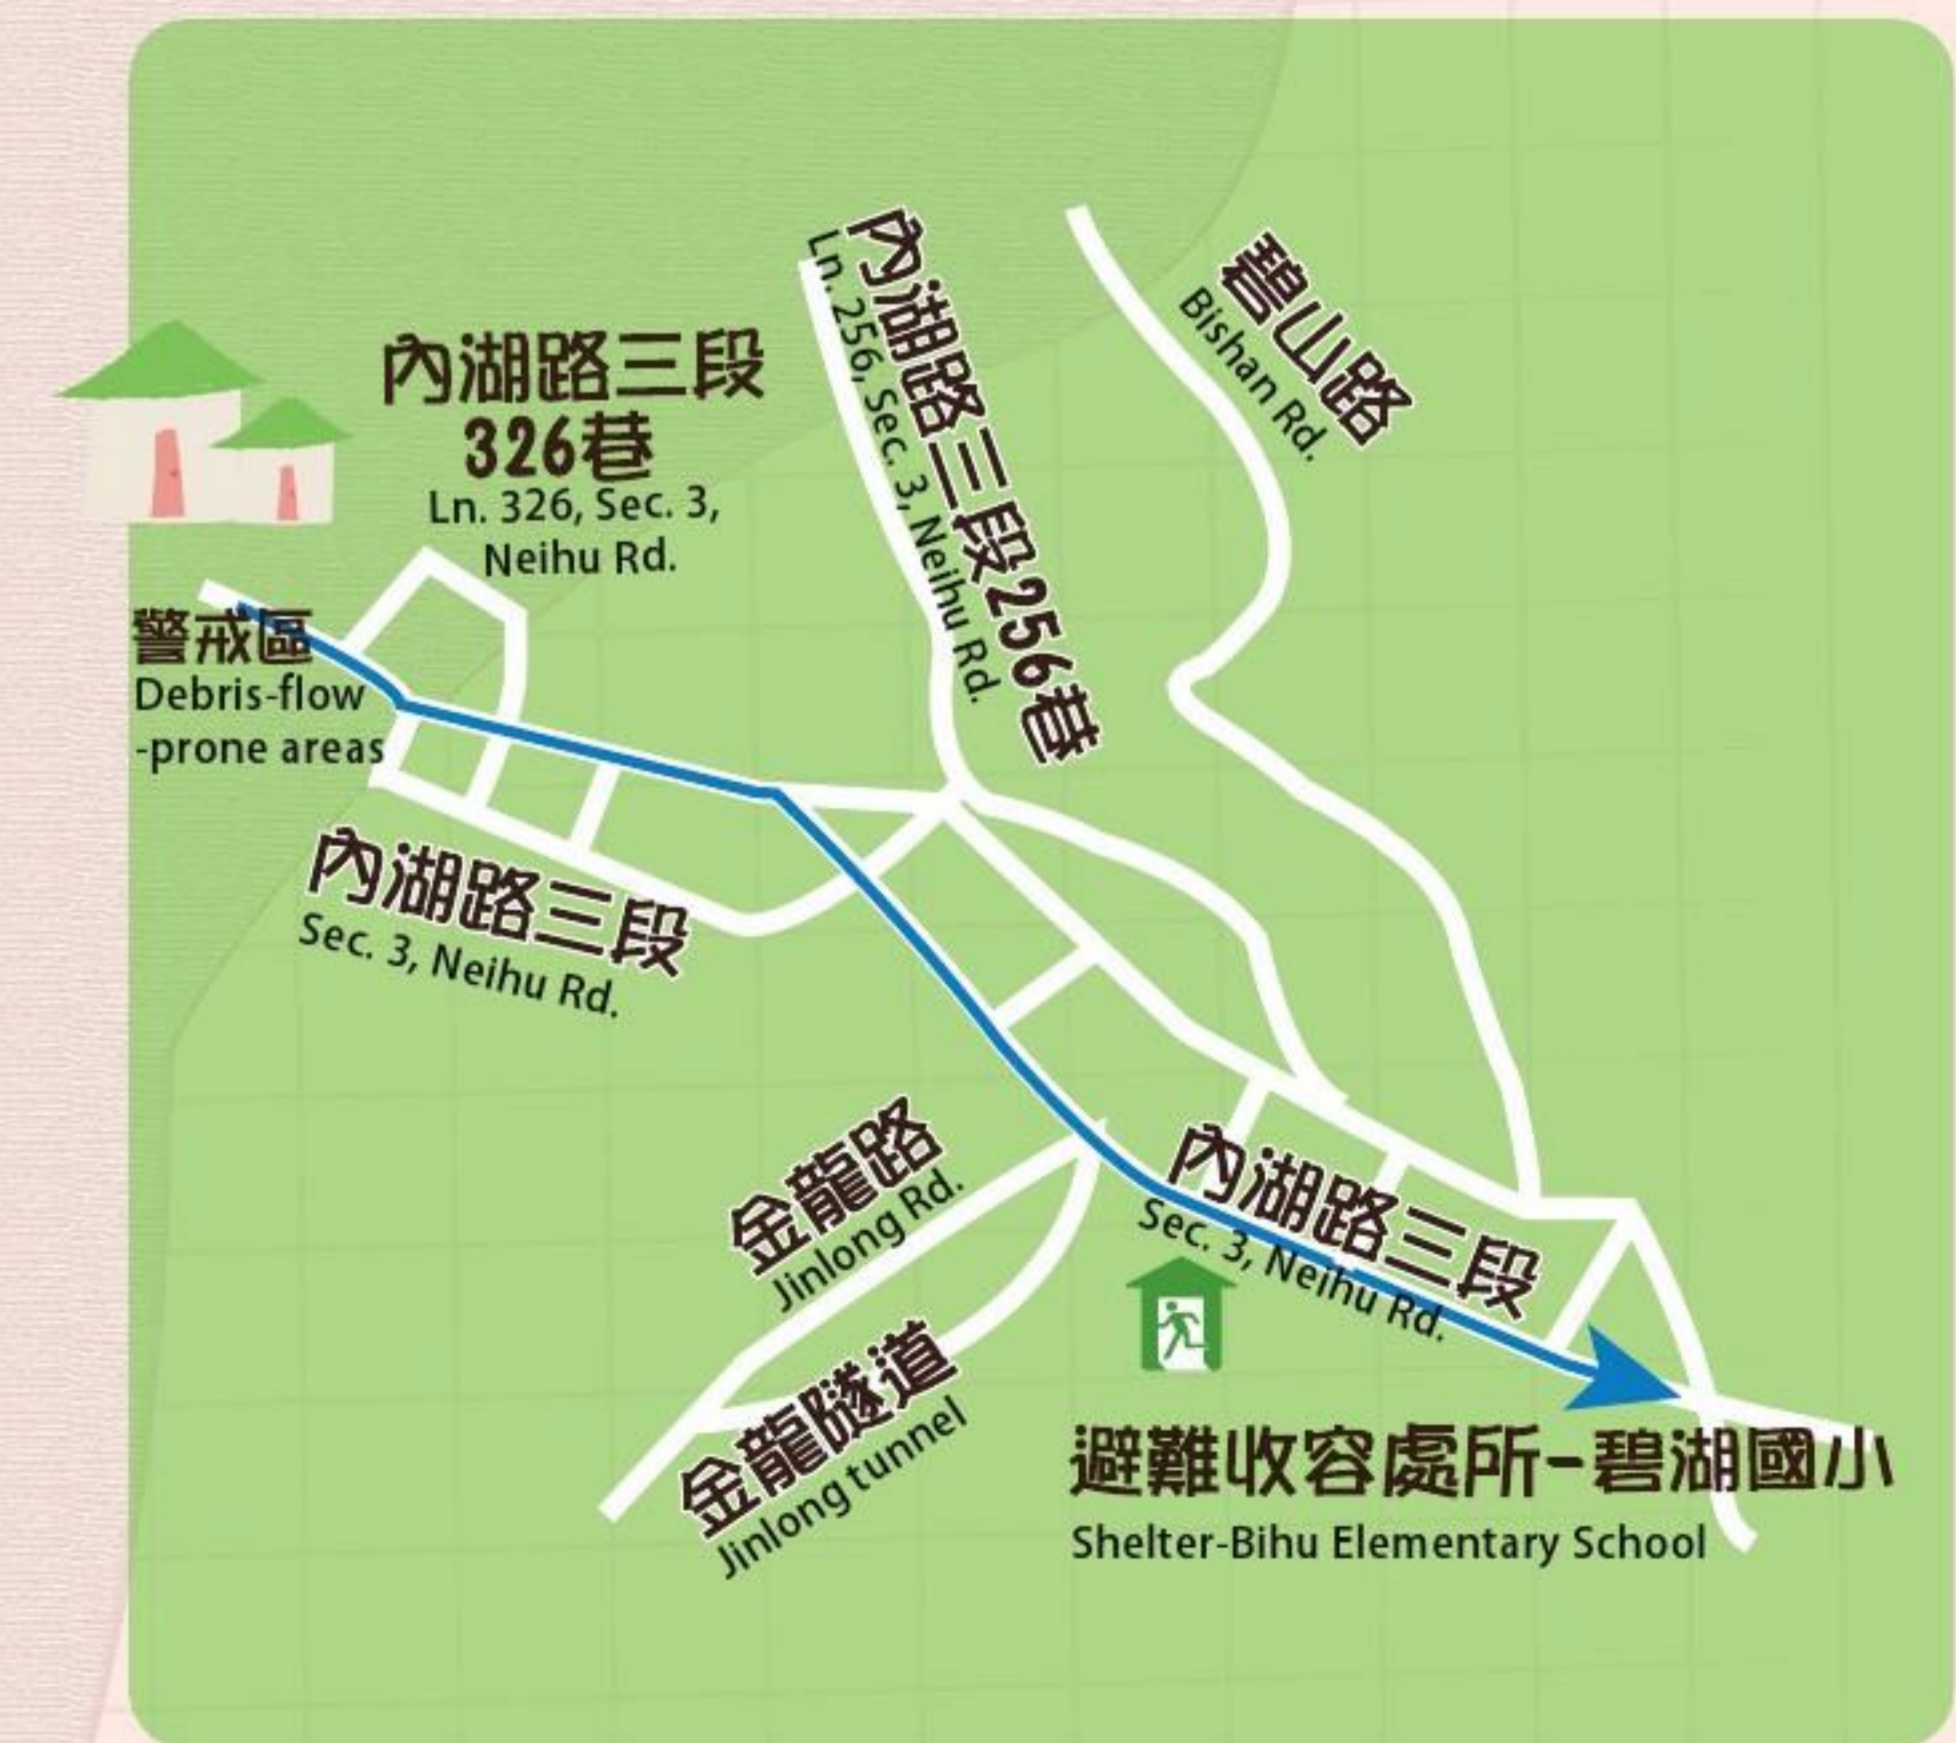 內湖路三段
326巷
Ln. 326, Sec. 3,
Neihu Rd.
內湖路三段256巷
Ln. 256, Sec. 3, Neihu Rd.
碧山路
Bishan Rd.
警戒區
Debris-flow
-prone areas
內湖路三段
Sec. 3, Neihu Rd.
金龍路
Jinlong Rd.
內湖路三段
Sec. 3, Neihu Rd.
金龍隧道
Jinlong tunnel
避難收容處所-碧湖國小
Shelter-Bihu Elementary School